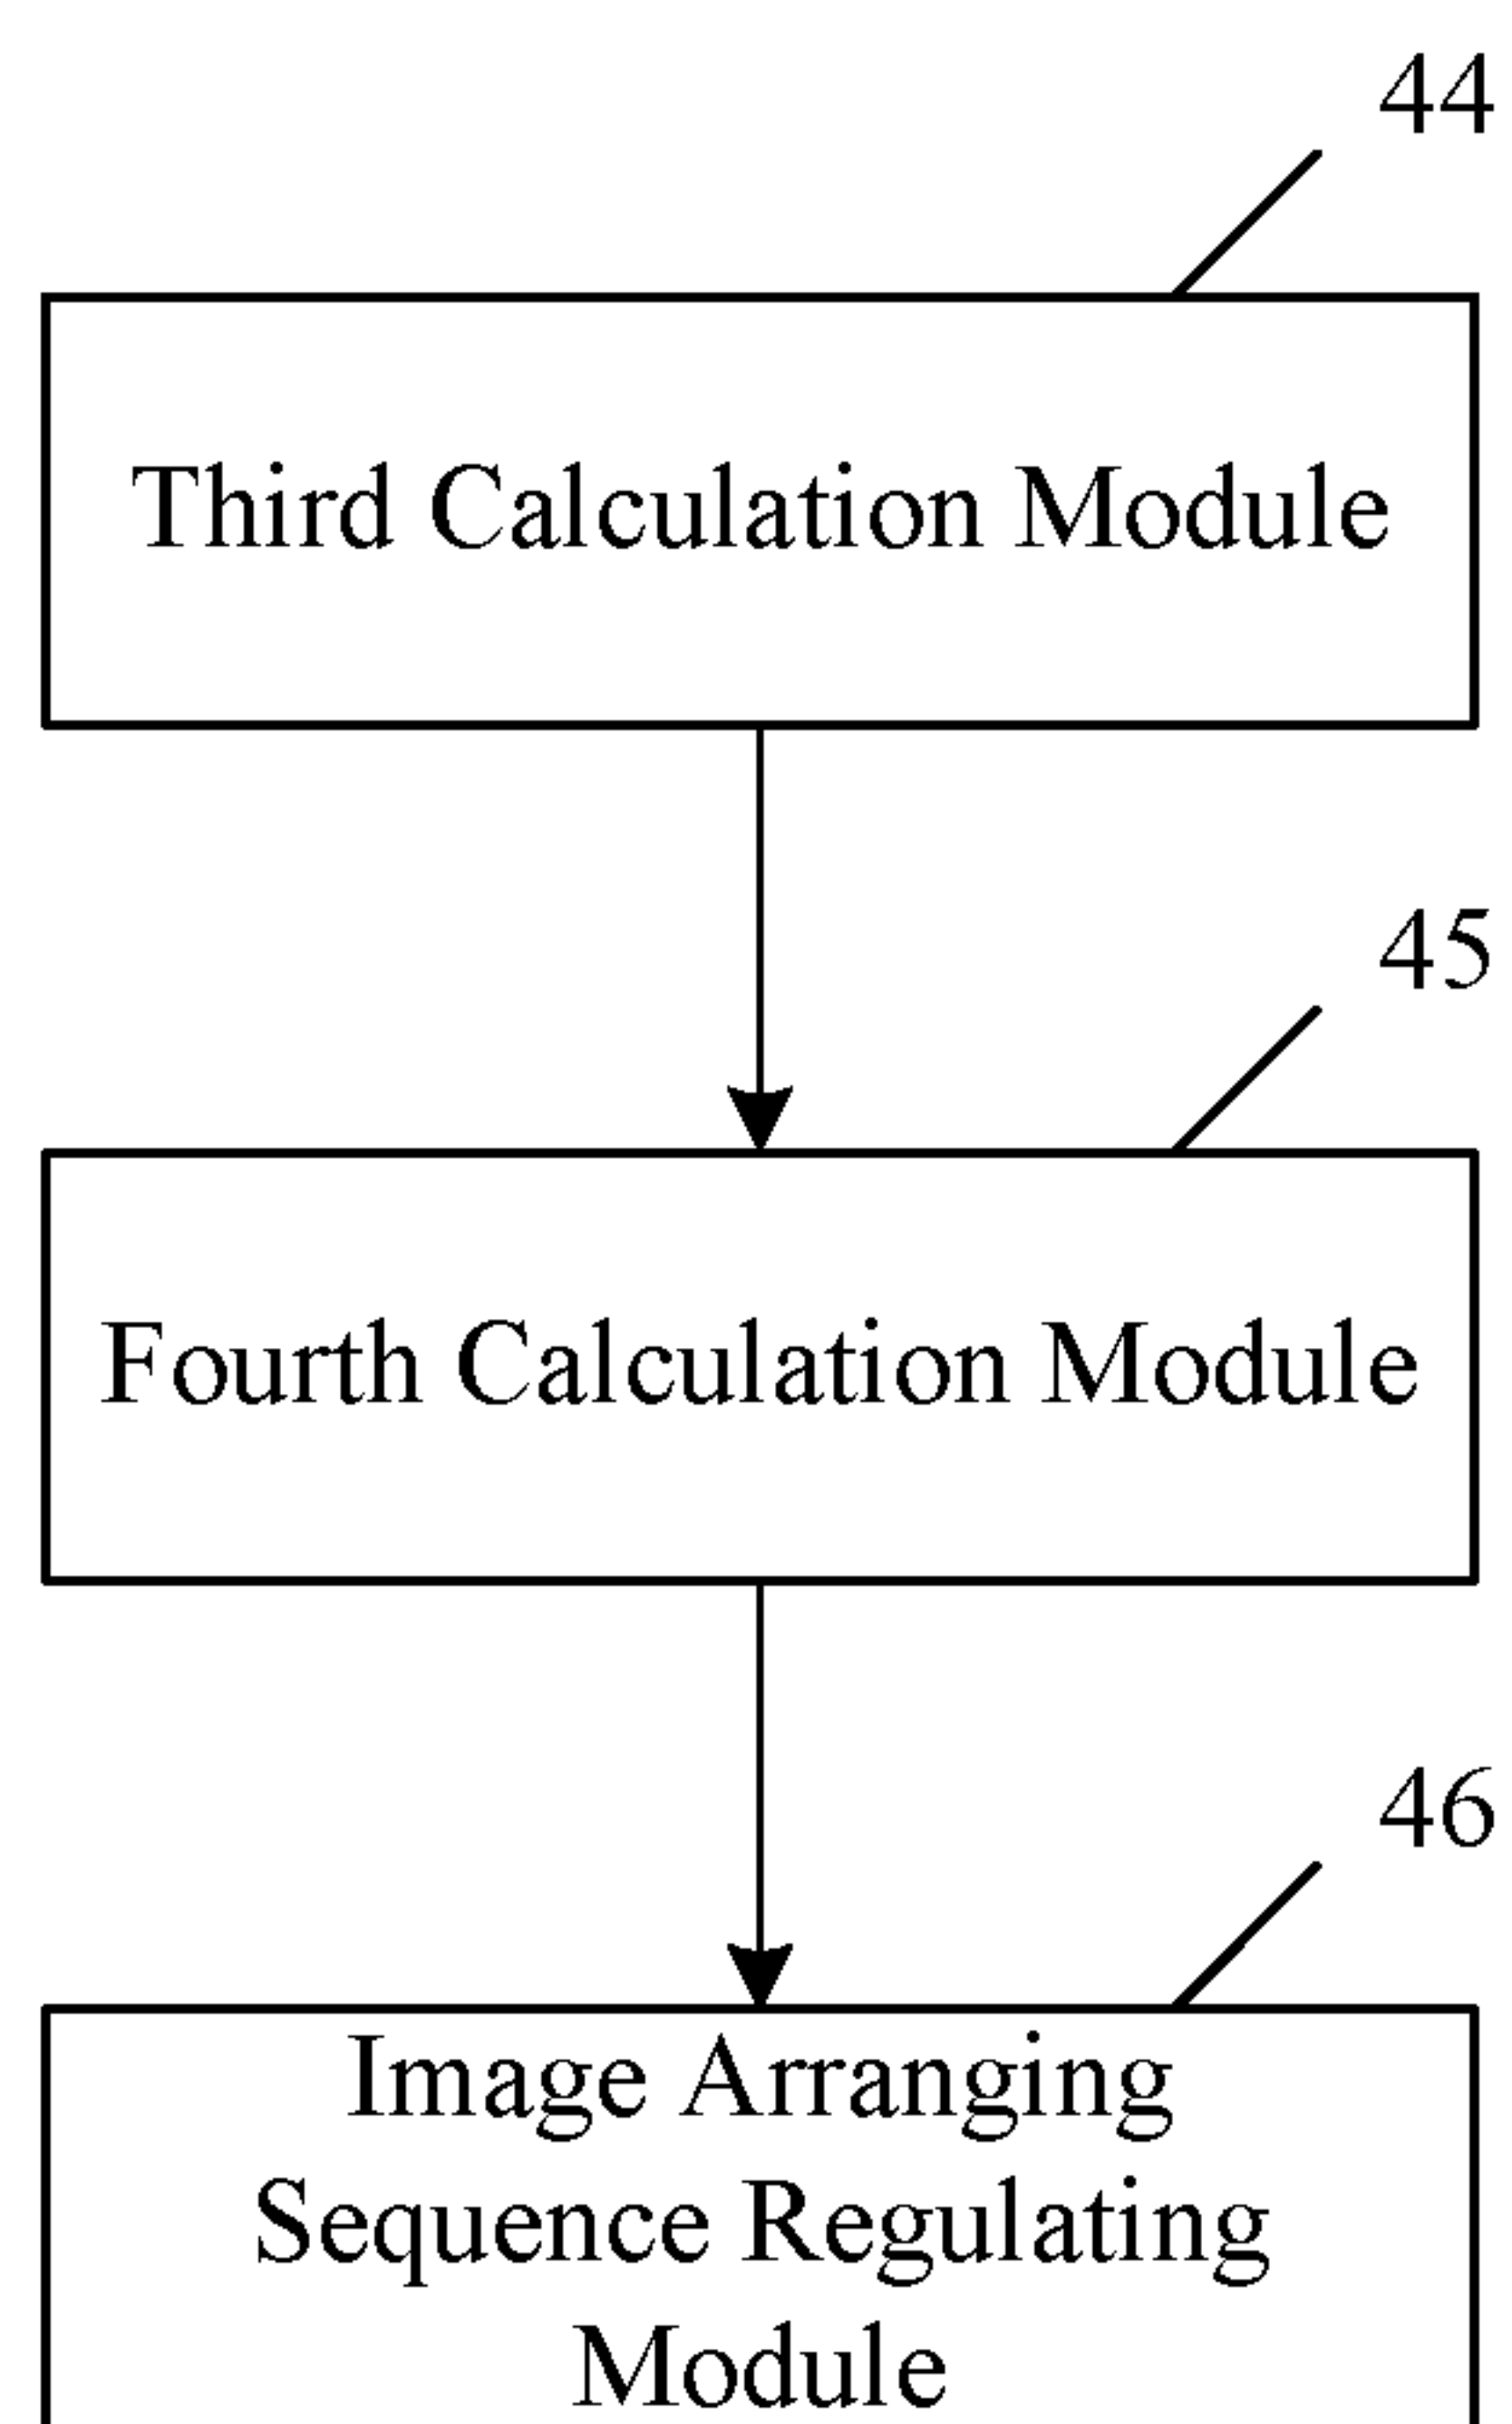 44
Third Calculation Module
45
Fourth Calculation Module
46
Image Arranging
Sequence Regulating
Module